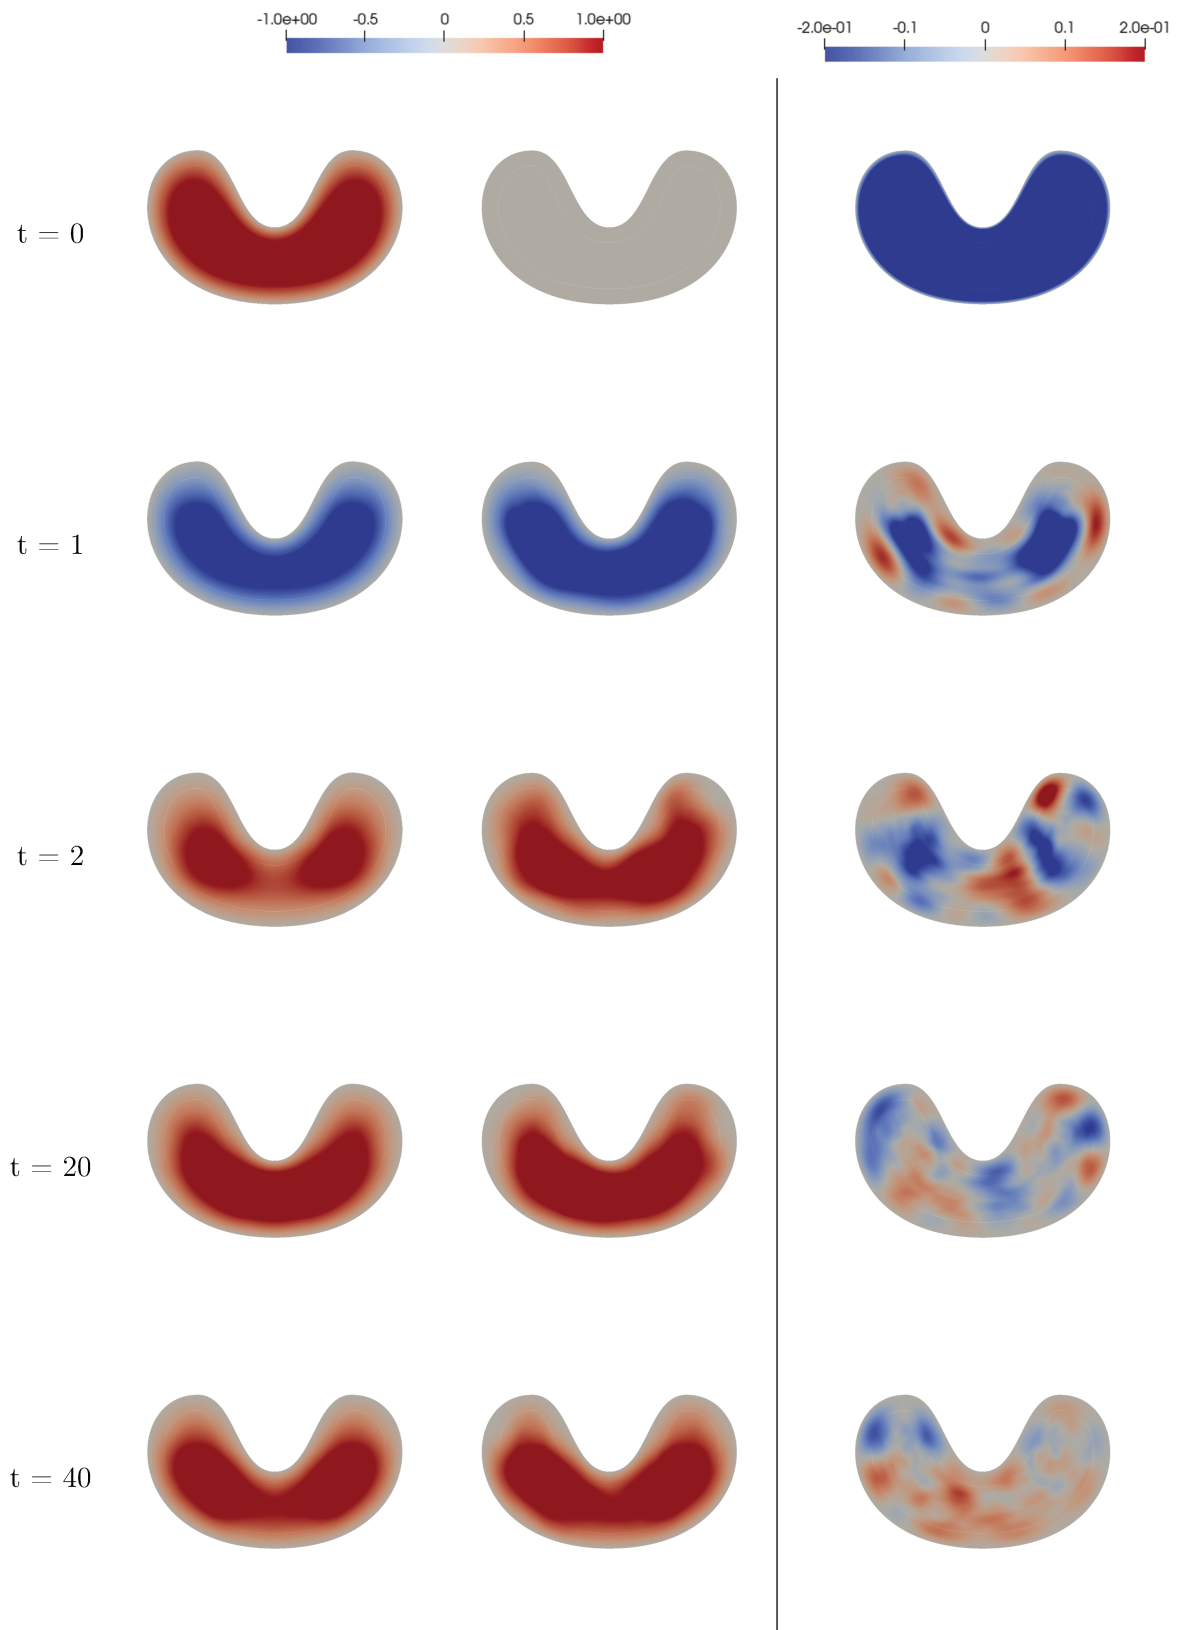 -1.0e+00 -0.5 0 0.5 1.0e+00
-2.0e-01 -0.1 0 0.1 2.0e-01
t = 0
t = 1
t = 2
t = 20
t = 40